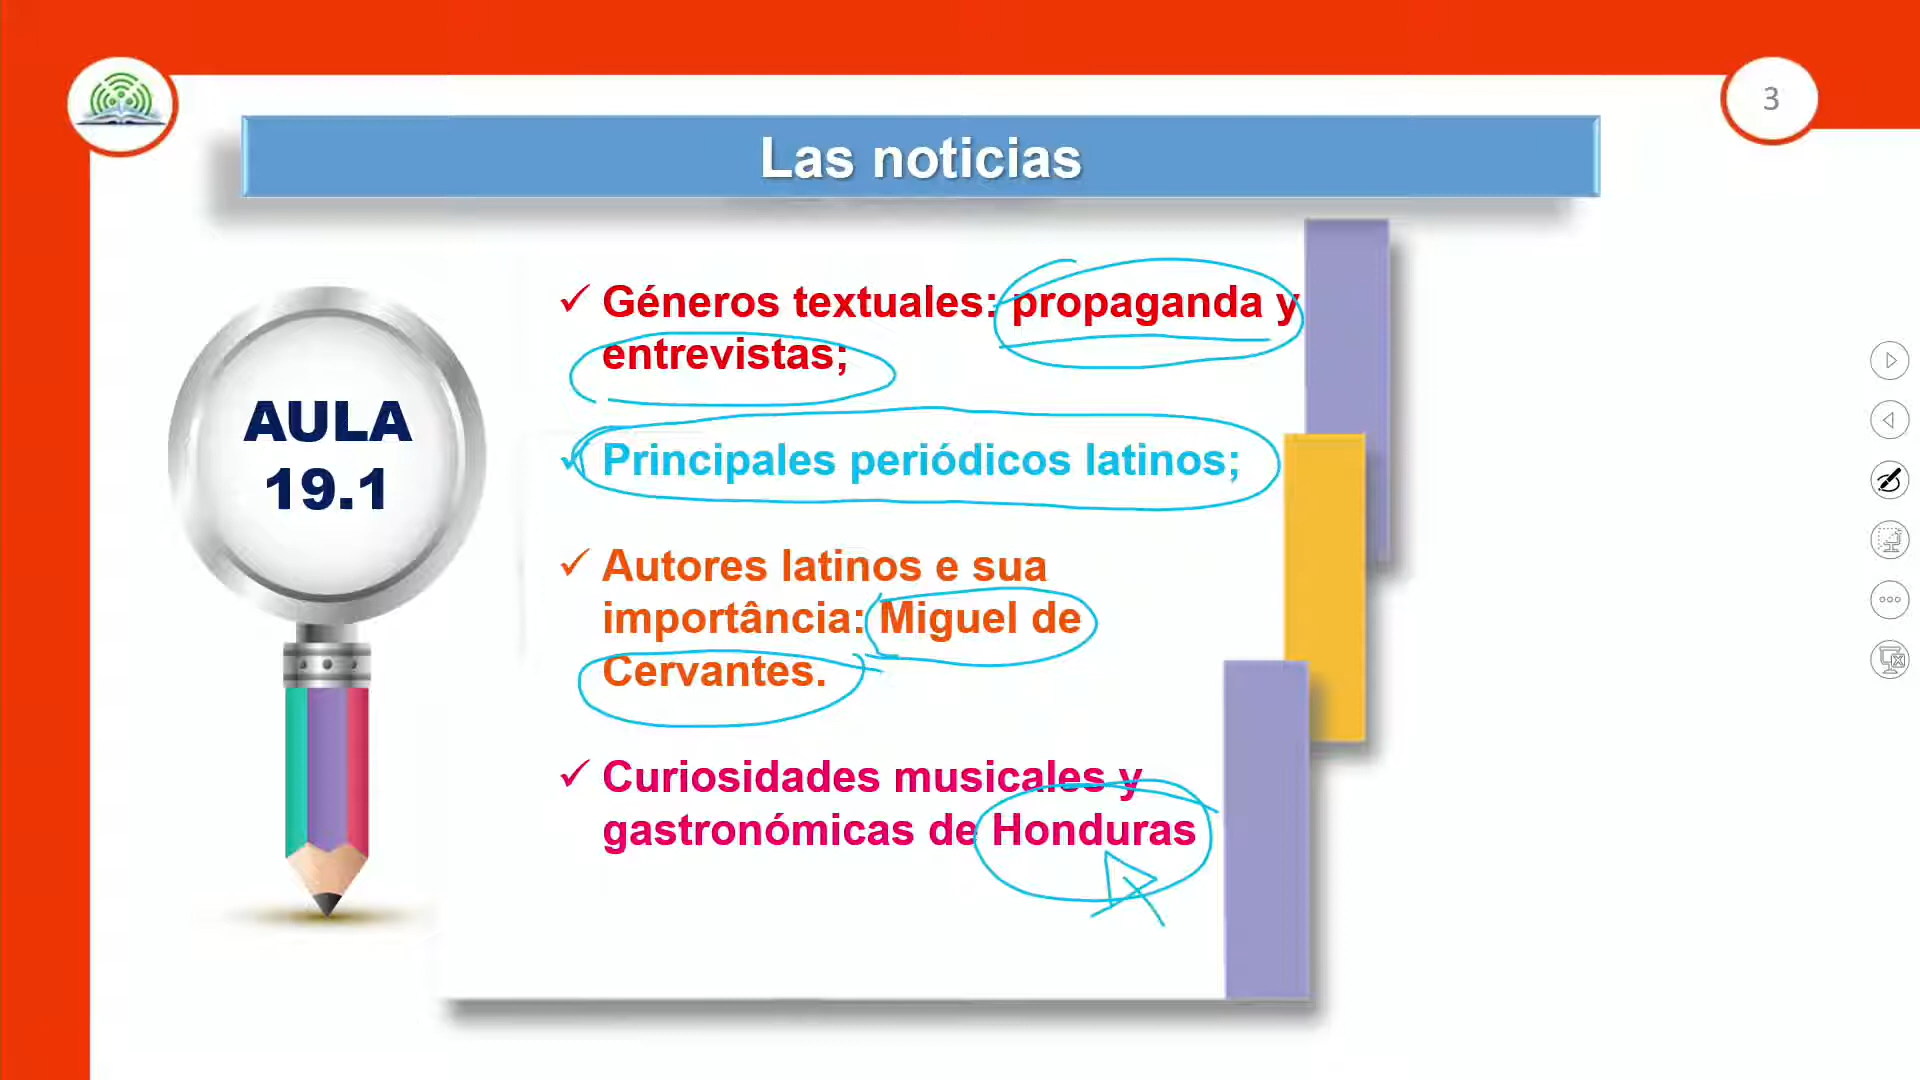 3
Las noticias
AULA
19.1
Géneros textuales: propaganda y
entrevistas;
Principales periódicos latinos;
Autores latinos e sua
importância: Miguel de
Cervantes.
Curiosidades musicales y
gastronómicas de Honduras